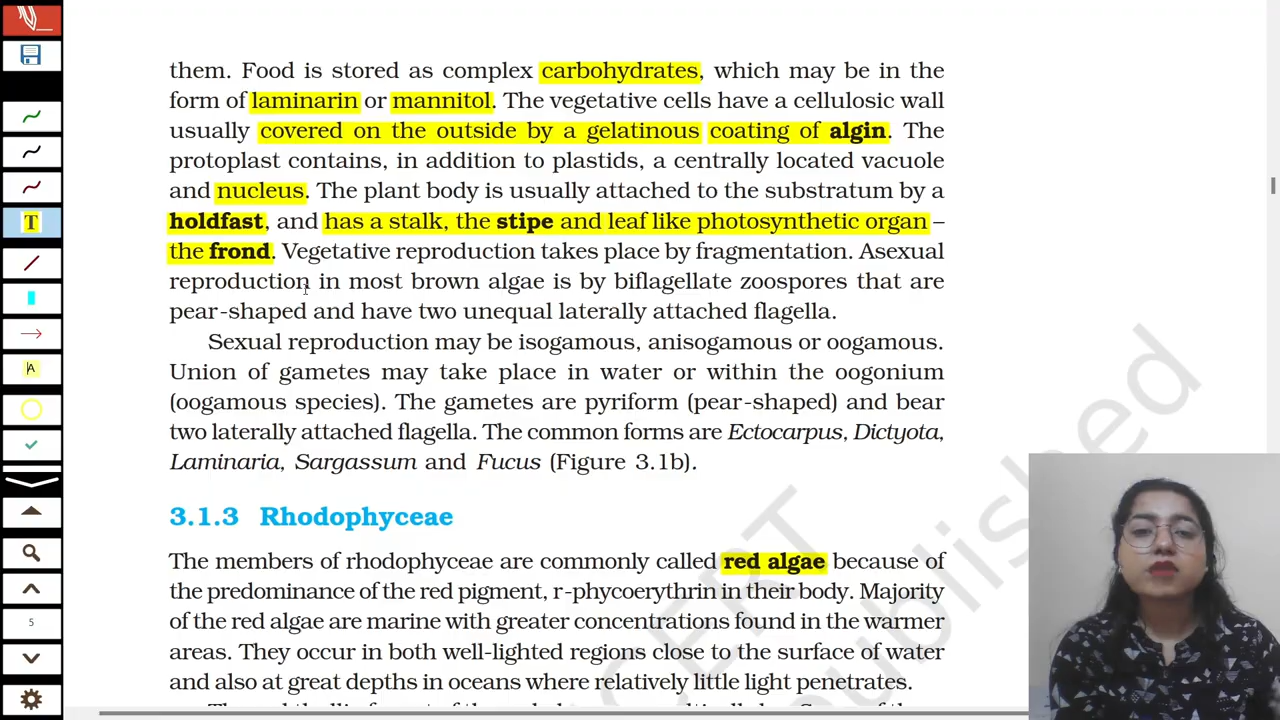 them. Food is stored as complex carbohydrates, which may be in the
form of laminarin or mannitol. The vegetative cells have a cellulosic wall
usually covered on the outside by a gelatinous coating of algin. The
protoplast contains, in addition to plastids, a centrally located vacuole
and nucleus. The plant body is usually attached to the substratum by a
holdfast, and has a stalk, the stipe and leaf like photosynthetic organ –
the frond. Vegetative reproduction takes place by fragmentation. Asexual
reproduction in most brown algae is by biflagellate zoospores that are
pear-shaped and have two unequal laterally attached flagella.
Sexual reproduction may be isogamous, anisogamous or oogamous.
Union of gametes may take place in water or within the oogonium
(oogamous species). The gametes are pyriform (pear-shaped) and bear
two laterally attached flagella. The common forms are Ectocarpus, Dictyota,
Laminaria, Sargassum and Fucus (Figure 3.1b).
3.1.3 Rhodophyceae
The members of rhodophyceae are commonly called red algae because of
the predominance of the red pigment, r-phycoerythrin in their body. Majority
of the red algae are marine with greater concentrations found in the warmer
areas. They occur in both well-lighted regions close to the surface of water
and also at great depths in oceans where relatively little light penetrates.
T
A
5